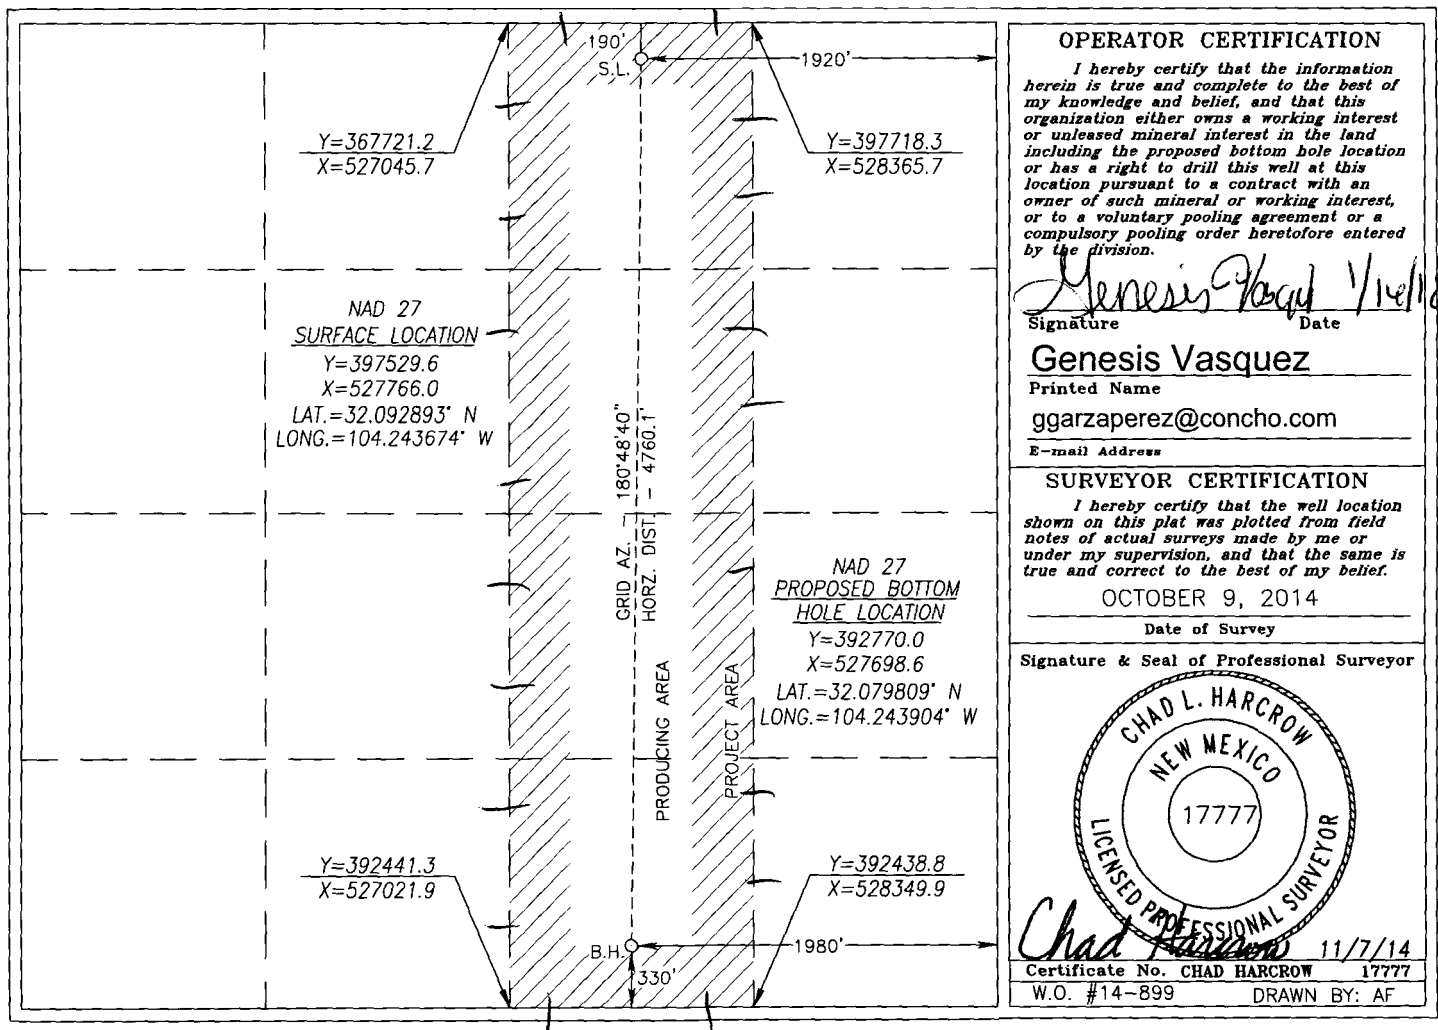 190'
S.L.
1920'
Y=367721.2
X=527045.7
Y=397718.3
X=528365.7
NAD 27
SURFACE LOCATION
Y=397529.6
X=527766.0
LAT.=32.092893° N
LONG.=104.243674° W
GRID AZ. - 180°48'40"
HORZ. DIST. - 4760.1'
NAD 27
PROPOSED BOTTOM
HOLE LOCATION
Y=392770.0
X=527698.6
LAT.=32.079809° N
LONG.=104.243904° W
PRODUCING AREA
PROJECT AREA
Y=392441.3
X=527021.9
Y=392438.8
X=528349.9
B.H.
1980'
330'
OPERATOR CERTIFICATION
I hereby certify that the information
herein is true and complete to the best of
my knowledge and belief, and that this
organization either owns a working interest
or unleased mineral interest in the land
including the proposed bottom hole location
or has a right to drill this well at this
location pursuant to a contract with an
owner of such mineral or working interest,
or to a voluntary pooling agreement or a
compulsory pooling order heretofore entered
by the division.
Genesis Vasquez
Signature Date
Genesis Vasquez
Printed Name
ggarzaperez@concho.com
E-mail Address
SURVEYOR CERTIFICATION
I hereby certify that the well location
shown on this plat was plotted from field
notes of actual surveys made by me or
under my supervision, and that the same is
true and correct to the best of my belief.
OCTOBER 9, 2014
Date of Survey
Signature & Seal of Professional Surveyor
CHAD L. HARCROW
NEW MEXICO
17777
LICENSED PROFESSIONAL SURVEYOR
Chad Harcrow 11/7/14
Certificate No. CHAD HARCROW 17777
W.O. #14-899 DRAWN BY: AF